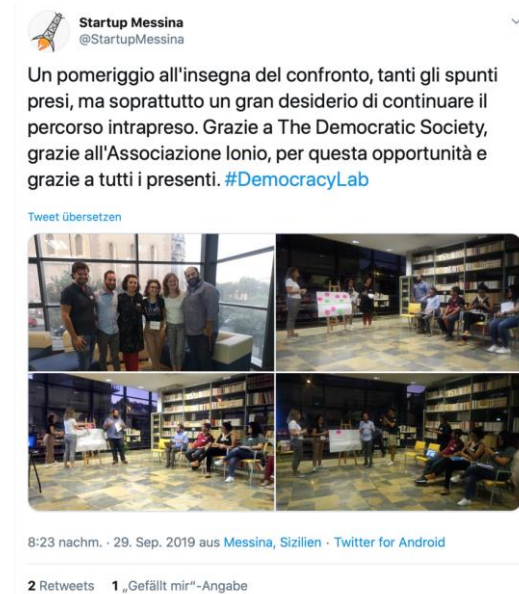 Startup Messina
@StartupMessina
Un pomeriggio all'insegna del confronto, tanti gli spunti
presi, ma soprattutto un gran desiderio di continuare il
percorso intrapreso. Grazie a The Democratic Society,
grazie all'Associazione Ionio, per questa opportunità e
grazie a tutti i presenti. #DemocracyLab
Tweet übersetzen
8:23 nachm. · 29. Sep. 2019 aus Messina, Sizilien · Twitter for Android
2 Retweets 1 „Gefällt mir“-Angabe